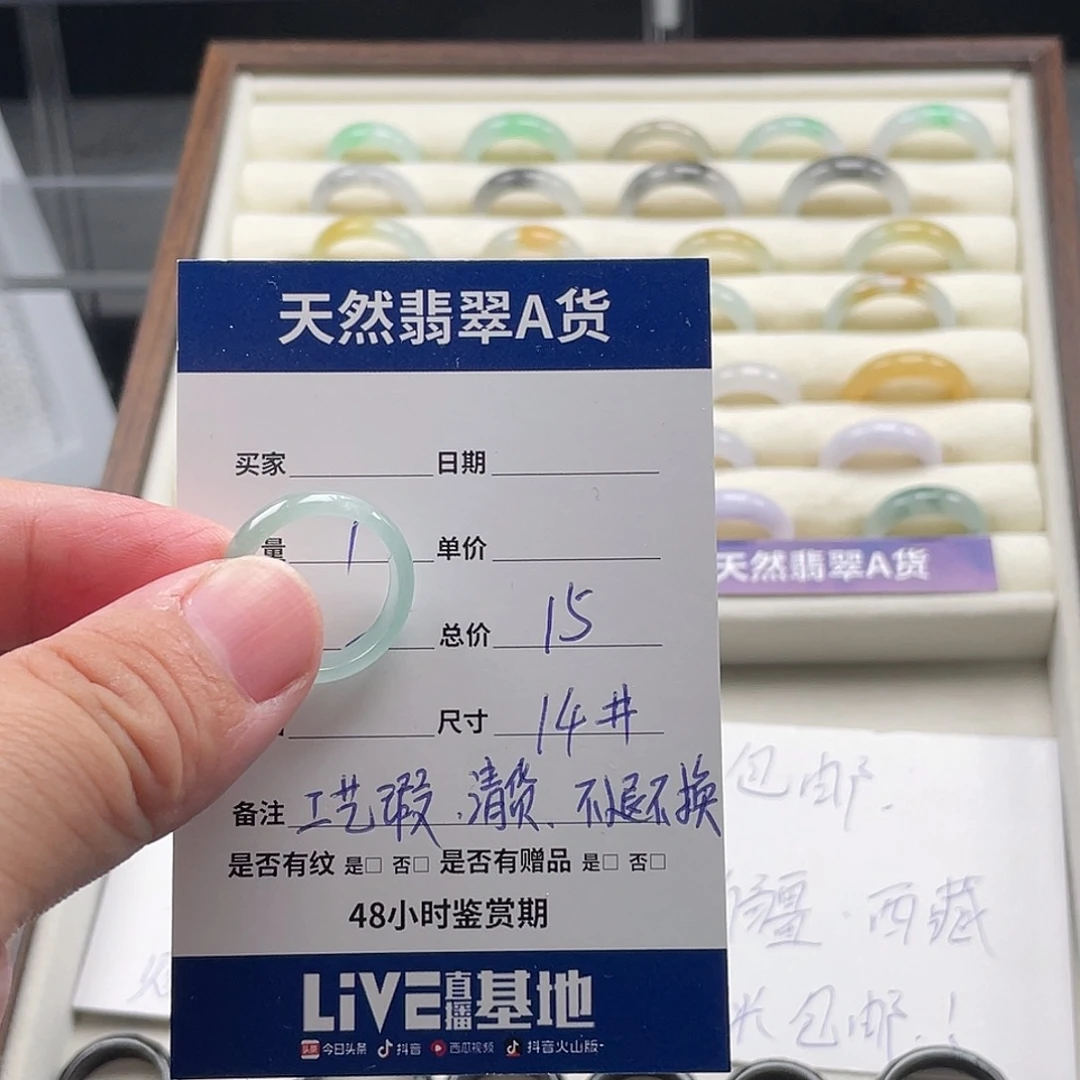 天然翡翠A货
买家 日期
量 1 单价
总价 15
尺寸 14#
备注 工艺瑕.清货、不退不换
是否有纹 是□ 否□ 是否有赠品 是□ 否□
48小时鉴赏期
LiVE直播基地
头条 今日头条 抖音 西瓜视频 抖音火山版
天然翡翠A货
包邮.
疆.西藏
包邮.!